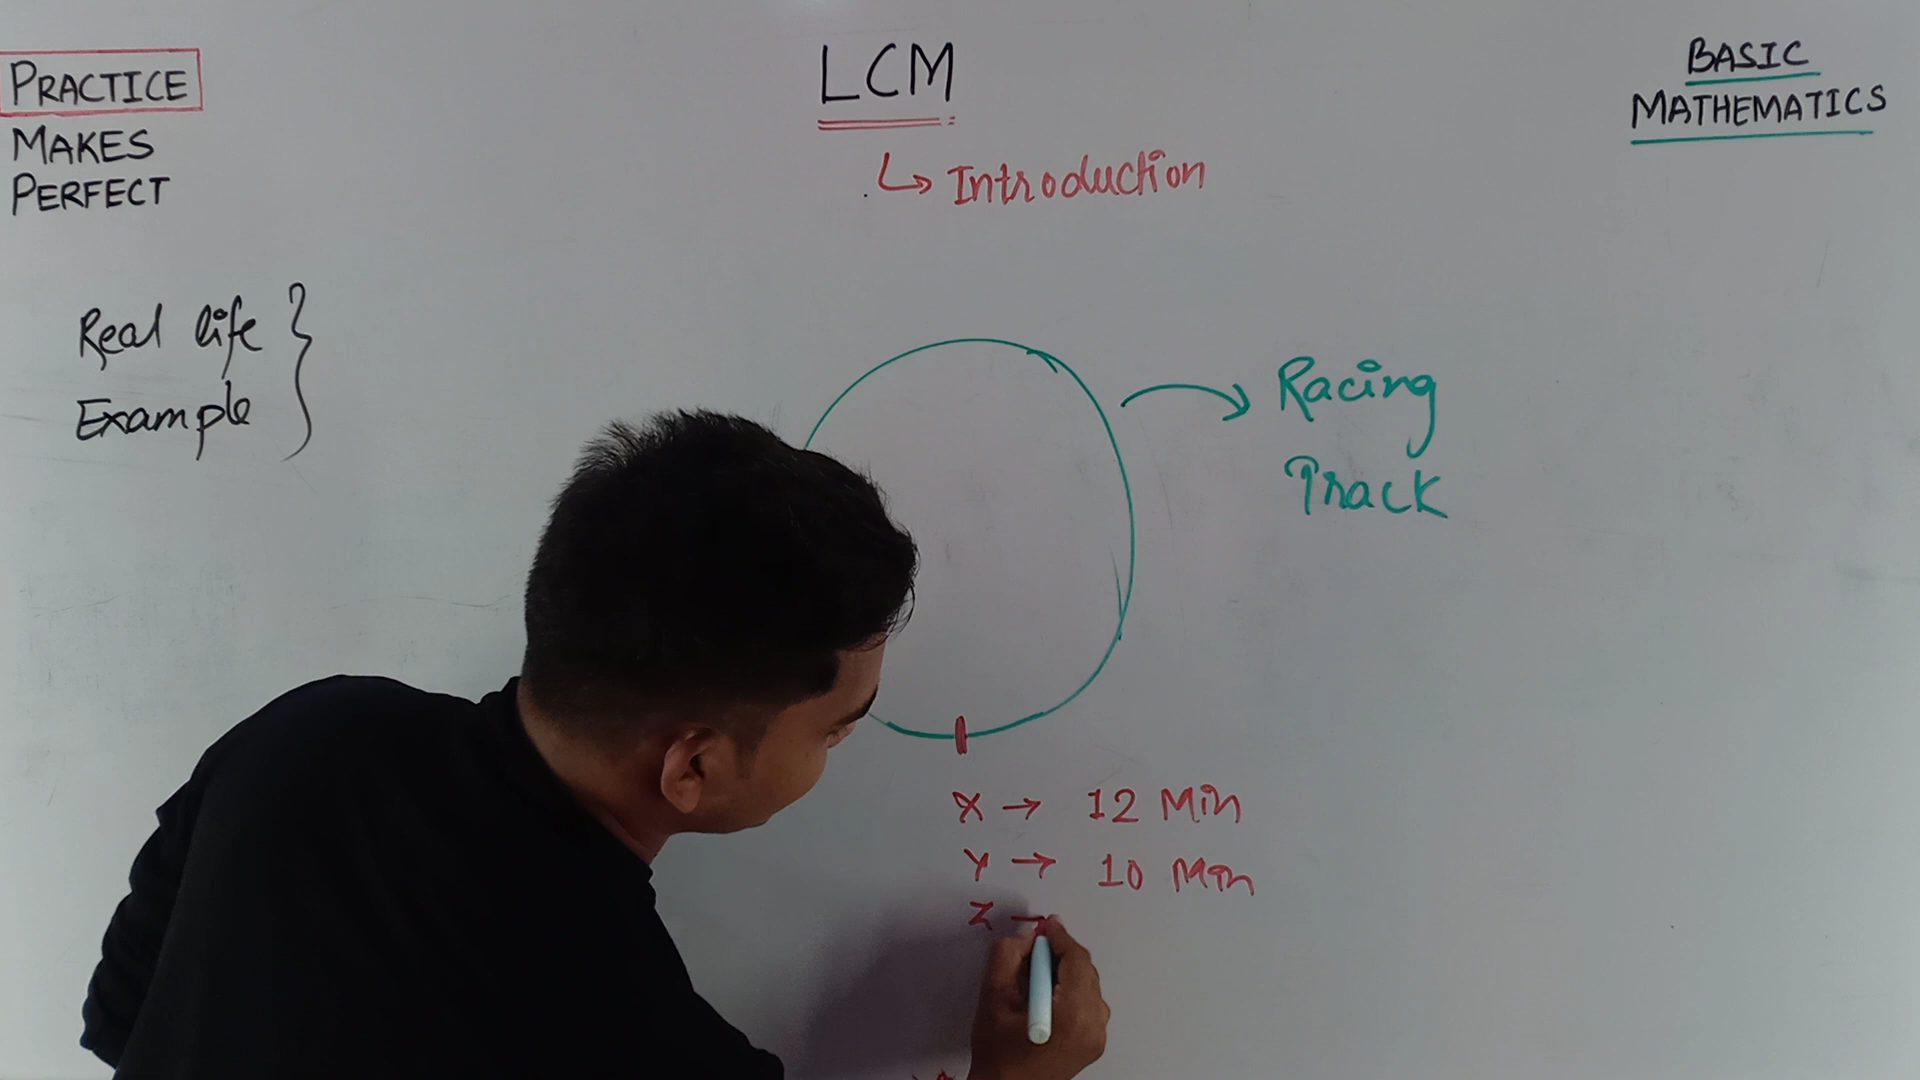 PRACTICE
MAKES
PERFECT
LCM
↳ Introduction
BASIC
MATHEMATICS
Real life
Example
Racing
Track
X → 12 Min
Y → 10 Min
Z →